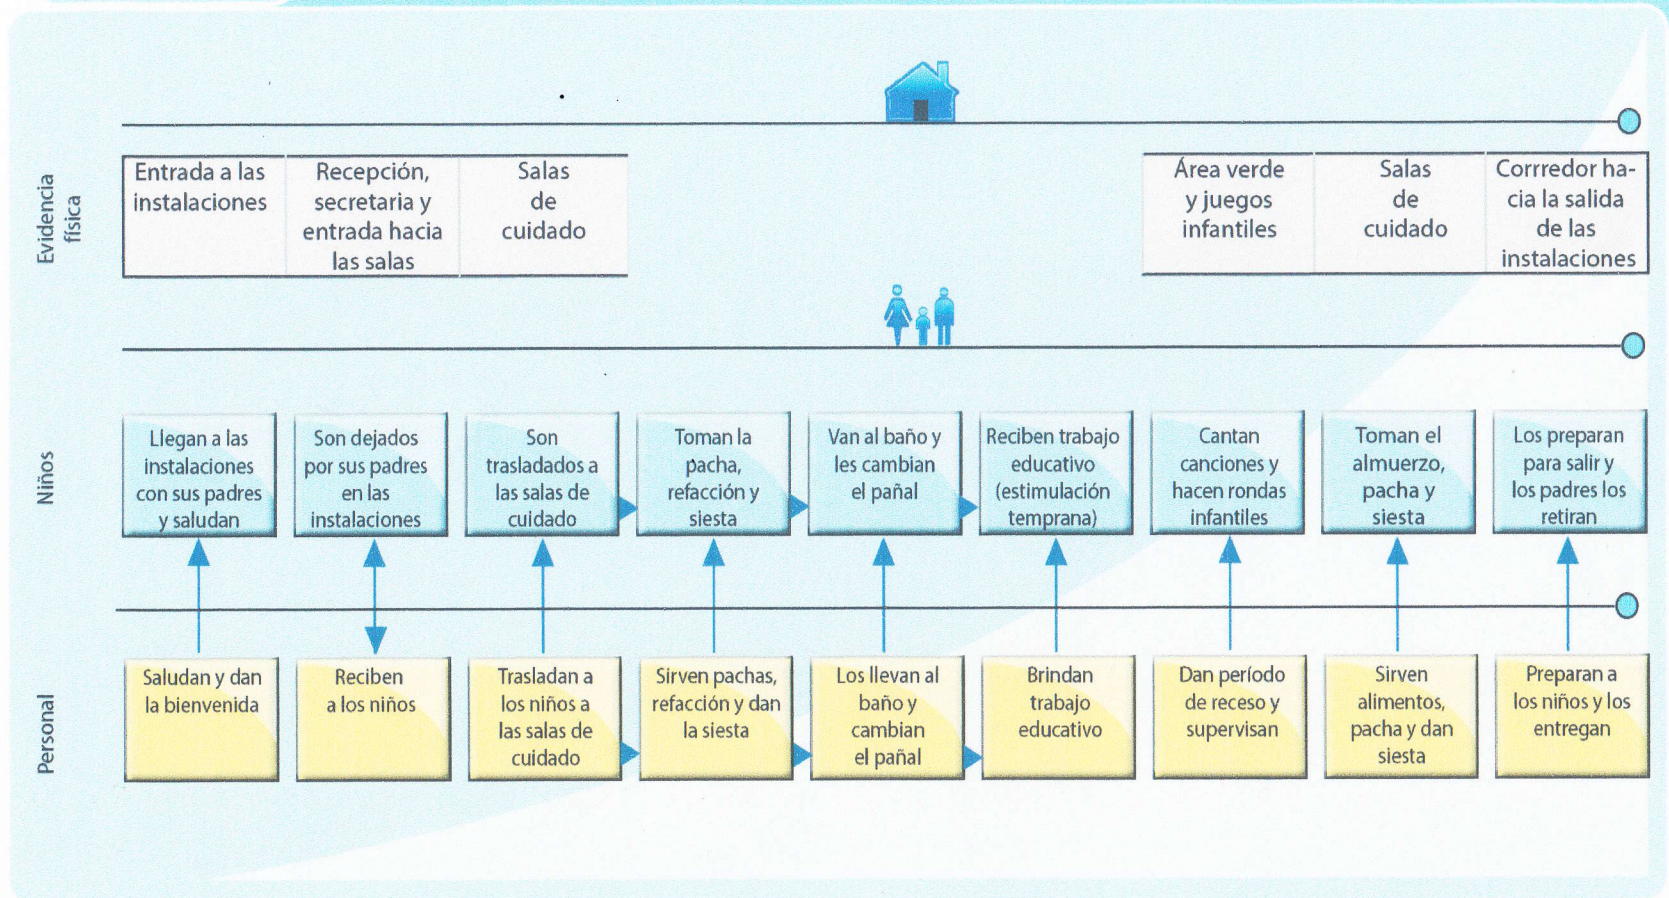 Evidencia
física
Entrada a las
instalaciones
Recepción,
secretaria y
entrada hacia
las salas
Salas
de
cuidado
Área verde
y juegos
infantiles
Salas
de
cuidado
Corrredor ha-
cia la salida
de las
instalaciones
Niños
Llegan a las
instalaciones
con sus padres
y saludan
Son dejados
por sus padres
en las
instalaciones
Son
trasladados a
las salas de
cuidado
Toman la
pacha,
refacción y
siesta
Van al baño y
les cambian
el pañal
Reciben trabajo
educativo
(estimulación
temprana)
Cantan
canciones y
hacen rondas
infantiles
Toman el
almuerzo,
pacha y
siesta
Los preparan
para salir y
los padres los
retiran
Personal
Saludan y dan
la bienvenida
Reciben
a los niños
Trasladan a
los niños a
las salas de
cuidado
Sirven pachas,
refacción y dan
la siesta
Los llevan al
baño y
cambian
el pañal
Brindan
trabajo
educativo
Dan período
de receso y
supervisan
Sirven
alimentos,
pacha y dan
siesta
Preparan a
los niños y los
entregan